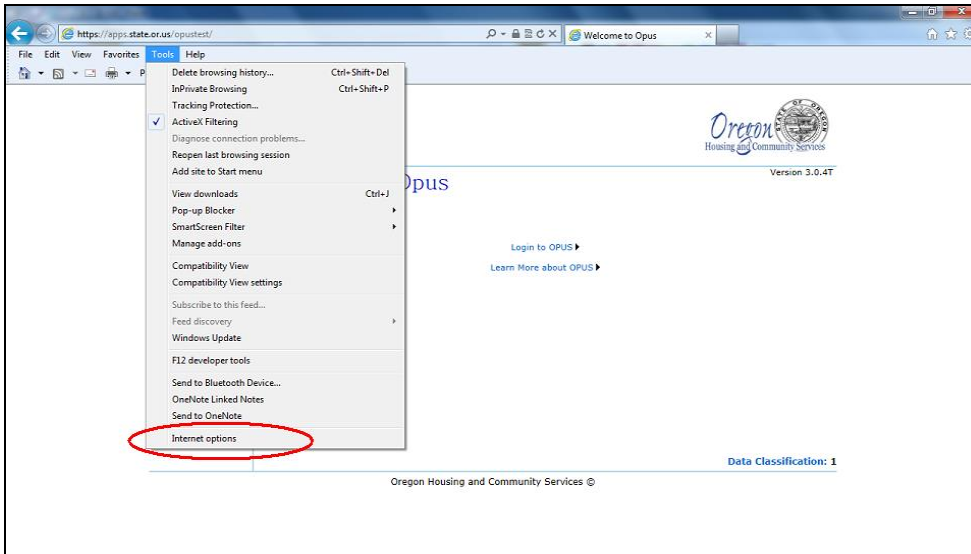 https://apps.state.or.us/opustest/
Welcome to Opus
File Edit View Favorites Tools Help
P
Delete browsing history... Ctrl+Shift+Del
InPrivate Browsing Ctrl+Shift+P
Tracking Protection...
ActiveX Filtering
Diagnose connection problems...
Reopen last browsing session
Add site to Start menu
View downloads Ctrl+J
Pop-up Blocker
SmartScreen Filter
Manage add-ons
Compatibility View
Compatibility View settings
Subscribe to this feed...
Feed discovery
Windows Update
F12 developer tools
Send to Bluetooth Device...
OneNote Linked Notes
Send to OneNote
Internet options
STATE OF OREGON
Oregon
Housing and Community Services
Version 3.0.4T
Opus
Login to OPUS
Learn More about OPUS
Data Classification: 1
Oregon Housing and Community Services ©